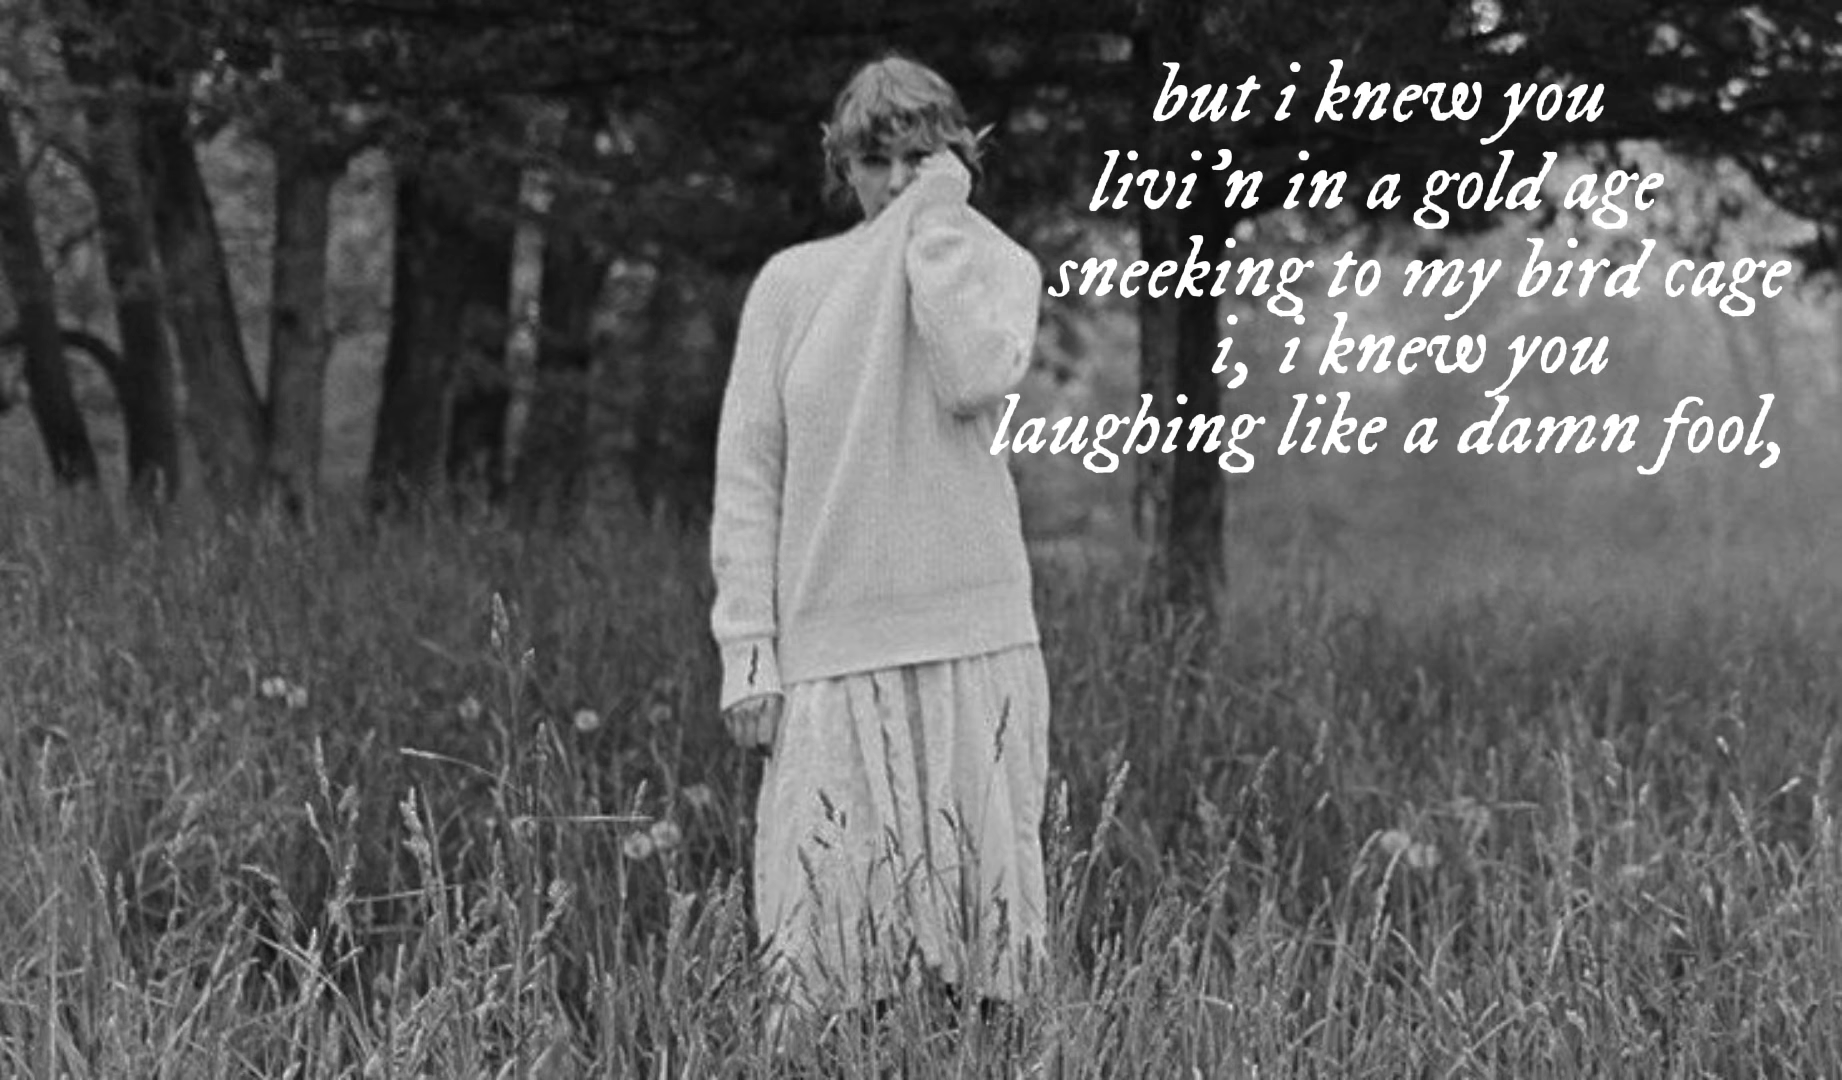 but i knew you
livi'n in a gold age
sneeking to my bird cage
i, i knew you
laughing like a damn fool,